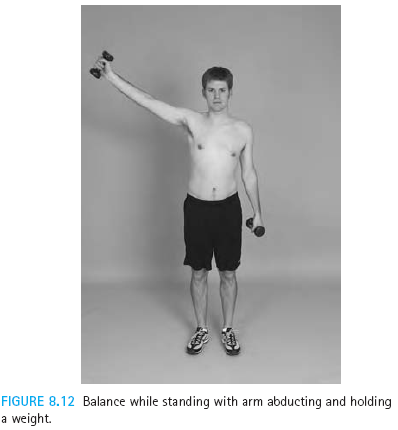 FIGURE 8.12 Balance while standing with arm abducting and holding
a weight.